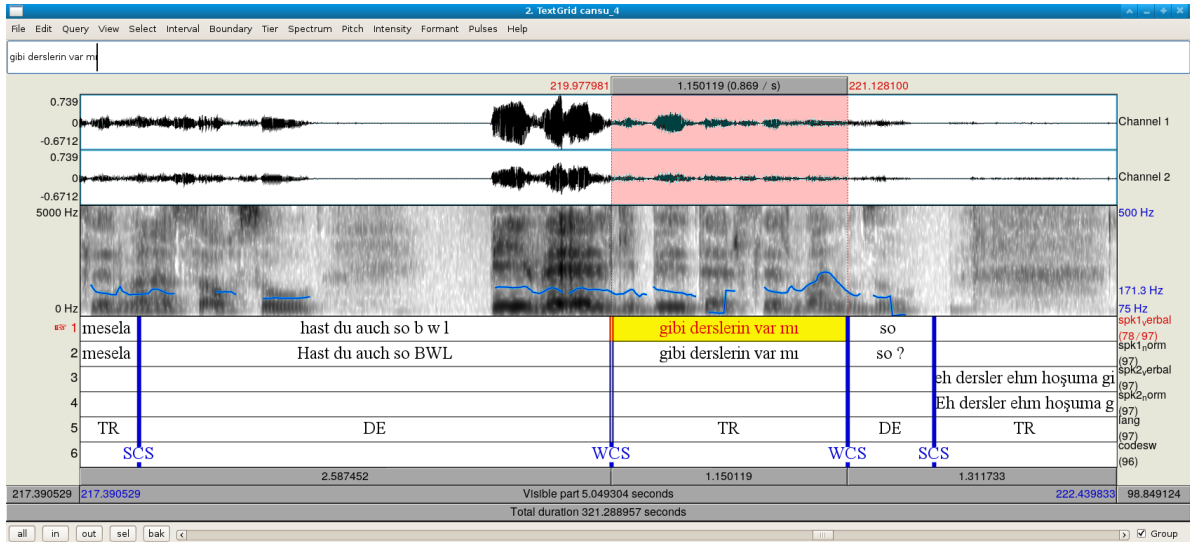 2. TextGrid cansu_4
File Edit Query View Select Interval Boundary Tier Spectrum Pitch Intensity Formant Pulses Help
gibi derslerin var mı
219.977981 1.150119 (0.869 / s) 221.128100
0.739
0
-0.6712
Channel 1
0.739
0
-0.6712
Channel 2
5000 Hz 500 Hz
171.3 Hz
0 Hz 75 Hz
1 mesela hast du auch so b w l gibi derslerin var mı so spk1verbal (78/97)
2 mesela Hast du auch so BWL gibi derslerin var mı so ? spk1norm (97)
3 eh dersler ehm hoşuma gi spk2verbal (97)
4 Eh dersler ehm hoşuma g spk2norm (97)
5 TR DE TR DE TR lang (97)
6 SCS WCS WCS SCS codesw (96)
2.587452 1.150119 1.311733
217.390529 217.390529 Visible part 5.049304 seconds 222.439833 98.849124
Total duration 321.288957 seconds
all in out sel bak Group